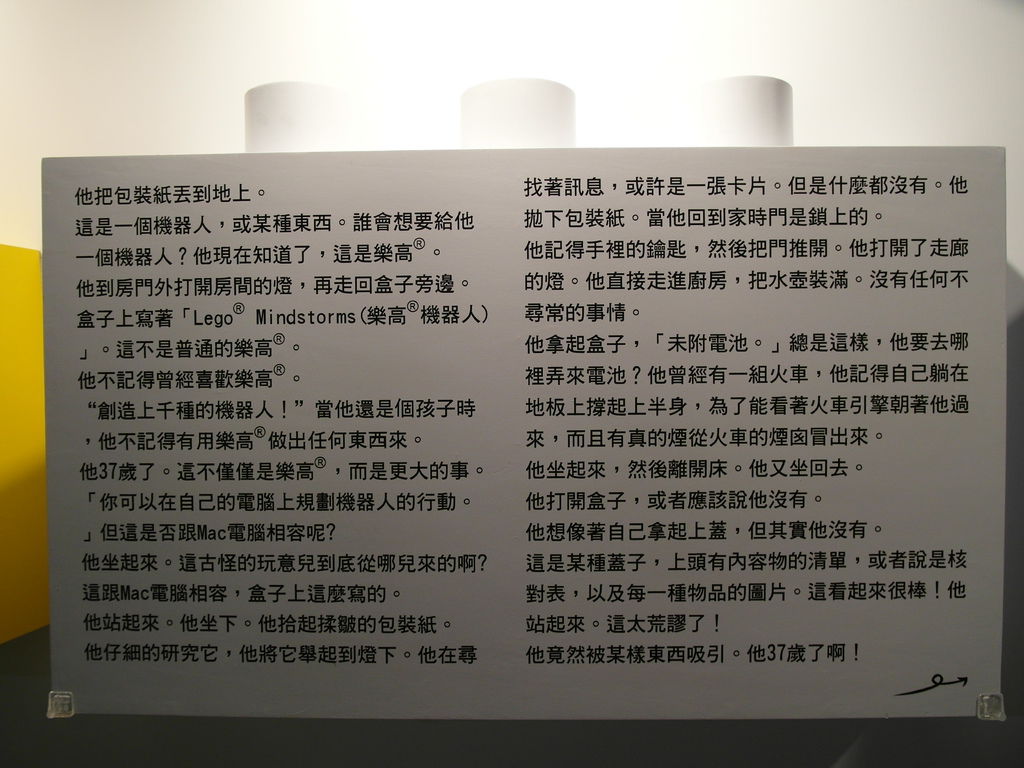 他把包裝紙丟到地上。
這是一個機器人，或某種東西。誰會想要給他
一個機器人？他現在知道了，這是樂高®。
他到房門外打開房間的燈，再走回盒子旁邊。
盒子上寫著「Lego® Mindstorms(樂高®機器人)
」。這不是普通的樂高®。
他不記得曾經喜歡樂高®。
“創造上千種的機器人！”當他還是個孩子時
，他不記得有用樂高®做出任何東西來。
他37歲了。這不僅僅是樂高®，而是更大的事。
「你可以在自己的電腦上規劃機器人的行動。
」但這是否跟Mac電腦相容呢?
他坐起來。這古怪的玩意兒到底從哪兒來的啊?
這跟Mac電腦相容，盒子上這麼寫的。
他站起來。他坐下。他拾起揉皺的包裝紙。
他仔細的研究它，他將它舉起到燈下。他在尋
找著訊息，或許是一張卡片。但是什麼都沒有。他
拋下包裝紙。當他回到家時門是鎖上的。
他記得手裡的鑰匙，然後把門推開。他打開了走廊
的燈。他直接走進廚房，把水壺裝滿。沒有任何不
尋常的事情。
他拿起盒子，「未附電池。」總是這樣，他要去哪
裡弄來電池？他曾經有一組火車，他記得自己躺在
地板上撐起上半身，為了能看著火車引擎朝著他過
來，而且有真的煙從火車的煙囪冒出來。
他坐起來，然後離開床。他又坐回去。
他打開盒子，或者應該說他沒有。
他想像著自己拿起上蓋，但其實他沒有。
這是某種蓋子，上頭有內容物的清單，或者說是核
對表，以及每一種物品的圖片。這看起來很棒！他
站起來。這太荒謬了！
他竟然被某樣東西吸引。他37歲了啊！